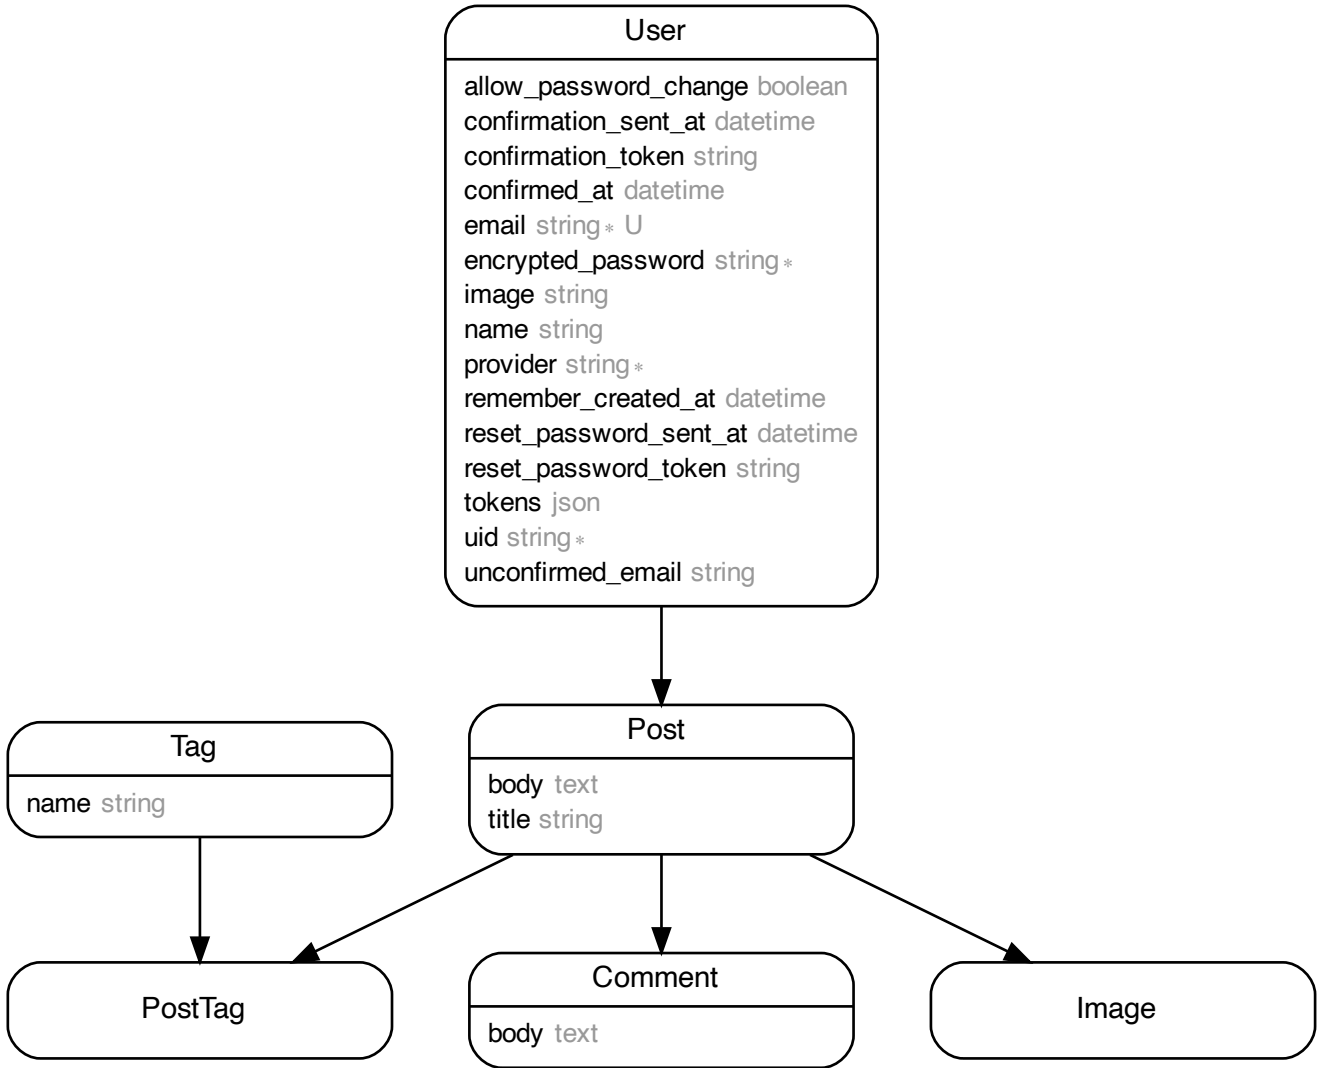 User
allow_password_change boolean
confirmation_sent_at datetime
confirmation_token string
confirmed_at datetime
email string∗ U
encrypted_password string∗
image string
name string
provider string∗
remember_created_at datetime
reset_password_sent_at datetime
reset_password_token string
tokens json
uid string∗
unconfirmed_email string
Tag
name string
Post
body text
title string
PostTag
Comment
body text
Image